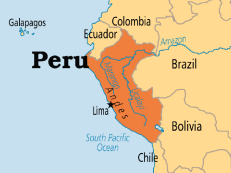 Galapagos
Colombia
Ecuador
Peru
Amazon
Brazil
Andes
Lima
Bolivia
South Pacific
Ocean
Chile